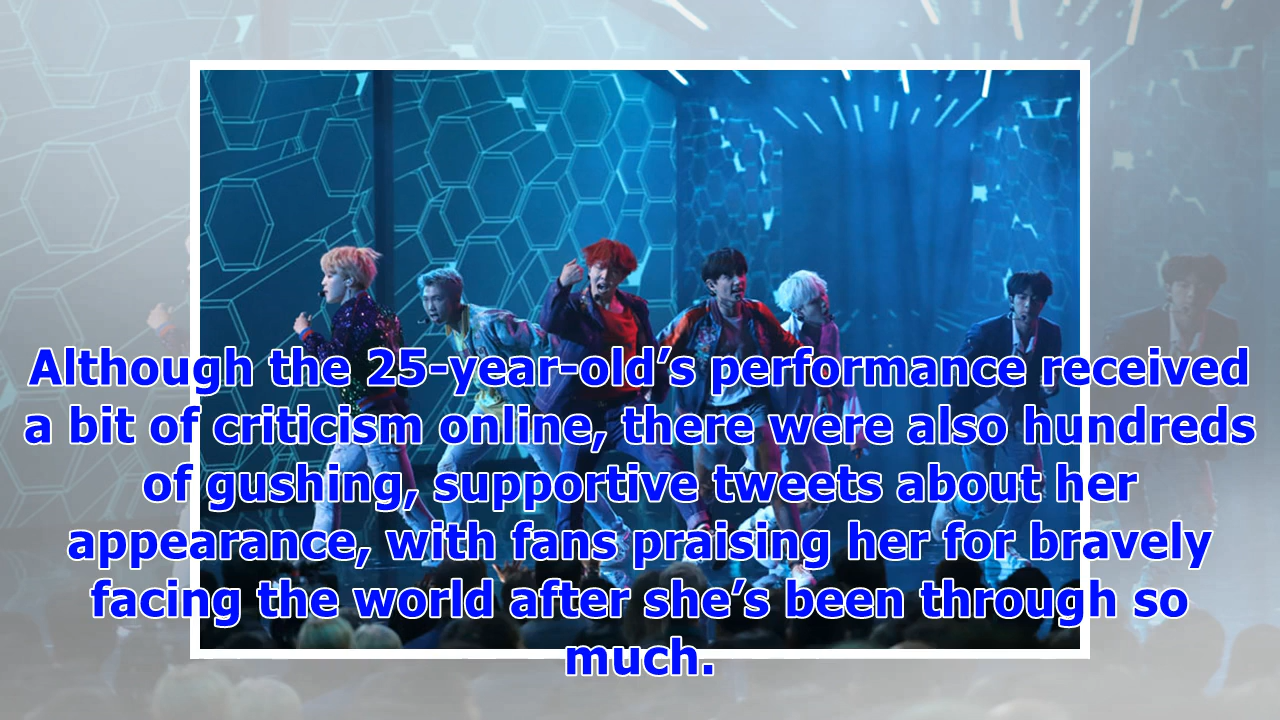 Although the 25-year-old’s performance received
a bit of criticism online, there were also hundreds
of gushing, supportive tweets about her
appearance, with fans praising her for bravely
facing the world after she’s been through so
much.